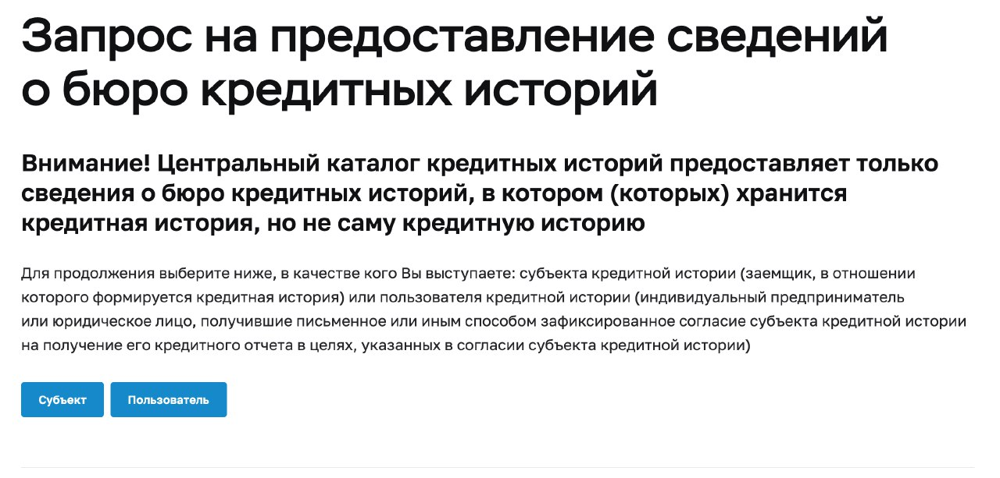 Запрос на предоставление сведений
о бюро кредитных историй
Внимание! Центральный каталог кредитных историй предоставляет только
сведения о бюро кредитных историй, в котором (которых) хранится
кредитная история, но не саму кредитную историю
Для продолжения выберите ниже, в качестве кого Вы выступаете: субъекта кредитной истории (заемщик, в отношении
которого формируется кредитная история) или пользователя кредитной истории (индивидуальный предприниматель
или юридическое лицо, получившие письменное или иным способом зафиксированное согласие субъекта кредитной истории
на получение его кредитного отчета в целях, указанных в согласии субъекта кредитной истории)
Субъект Пользователь